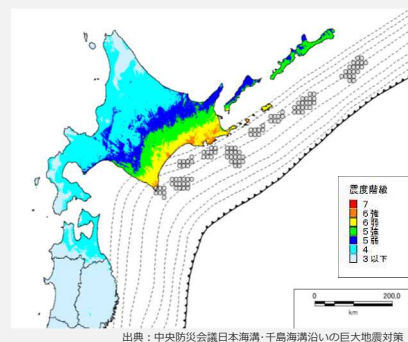 震度階級
7
6強
6弱
5強
5弱
4
3以下
0 200.0
km
出典：中央防災会議日本海溝･千島海溝沿いの巨大地震対策